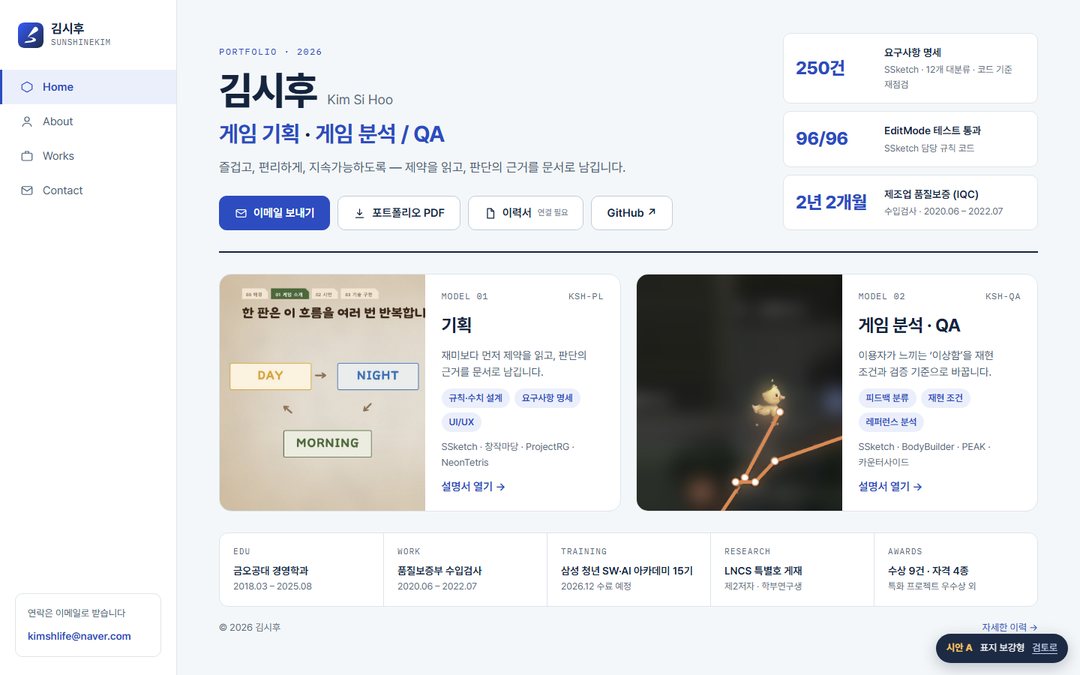 김시후
SUNSHINEKIM
Home
About
Works
Contact
연락은 이메일로 받습니다
kimshlife@naver.com
PORTFOLIO · 2026
김시후 Kim Si Hoo
게임 기획 · 게임 분석 / QA
즐겁고, 편리하게, 지속가능하도록 — 제약을 읽고, 판단의 근거를 문서로 남깁니다.
이메일 보내기
포트폴리오 PDF
이력서 연결 필요
GitHub ↗
250건
요구사항 명세
SSketch · 12개 대분류 · 코드 기준
재점검
96/96
EditMode 테스트 통과
SSketch 담당 규칙 코드
2년 2개월
제조업 품질보증 (IQC)
수입검사 · 2020.06 – 2022.07
00 배경 01 게임 소개 02 시연 03 기술 구현
한 판은 이 흐름을 여러 번 반복합니
DAY → NIGHT
MORNING
MODEL 01 KSH-PL
기획
재미보다 먼저 제약을 읽고, 판단의
근거를 문서로 남깁니다.
규칙·수치 설계 요구사항 명세
UI/UX
SSketch · 창작마당 · ProjectRG ·
NeonTetris
설명서 열기 →
MODEL 02 KSH-QA
게임 분석 · QA
이용자가 느끼는 ‘이상함’을 재현
조건과 검증 기준으로 바꿉니다.
피드백 분류 재현 조건
레퍼런스 분석
SSketch · BodyBuilder · PEAK ·
카운터사이드
설명서 열기 →
EDU
금오공대 경영학과
2018.03 – 2025.08
WORK
품질보증부 수입검사
2020.06 – 2022.07
TRAINING
삼성 청년 SW·AI 아카데미 15기
2026.12 수료 예정
RESEARCH
LNCS 특별호 게재
제2저자 · 학부연구생
AWARDS
수상 9건 · 자격 4종
특화 프로젝트 우수상 외
© 2026 김시후
자세한 이력 →
시안 A 표지 보강형 검토로